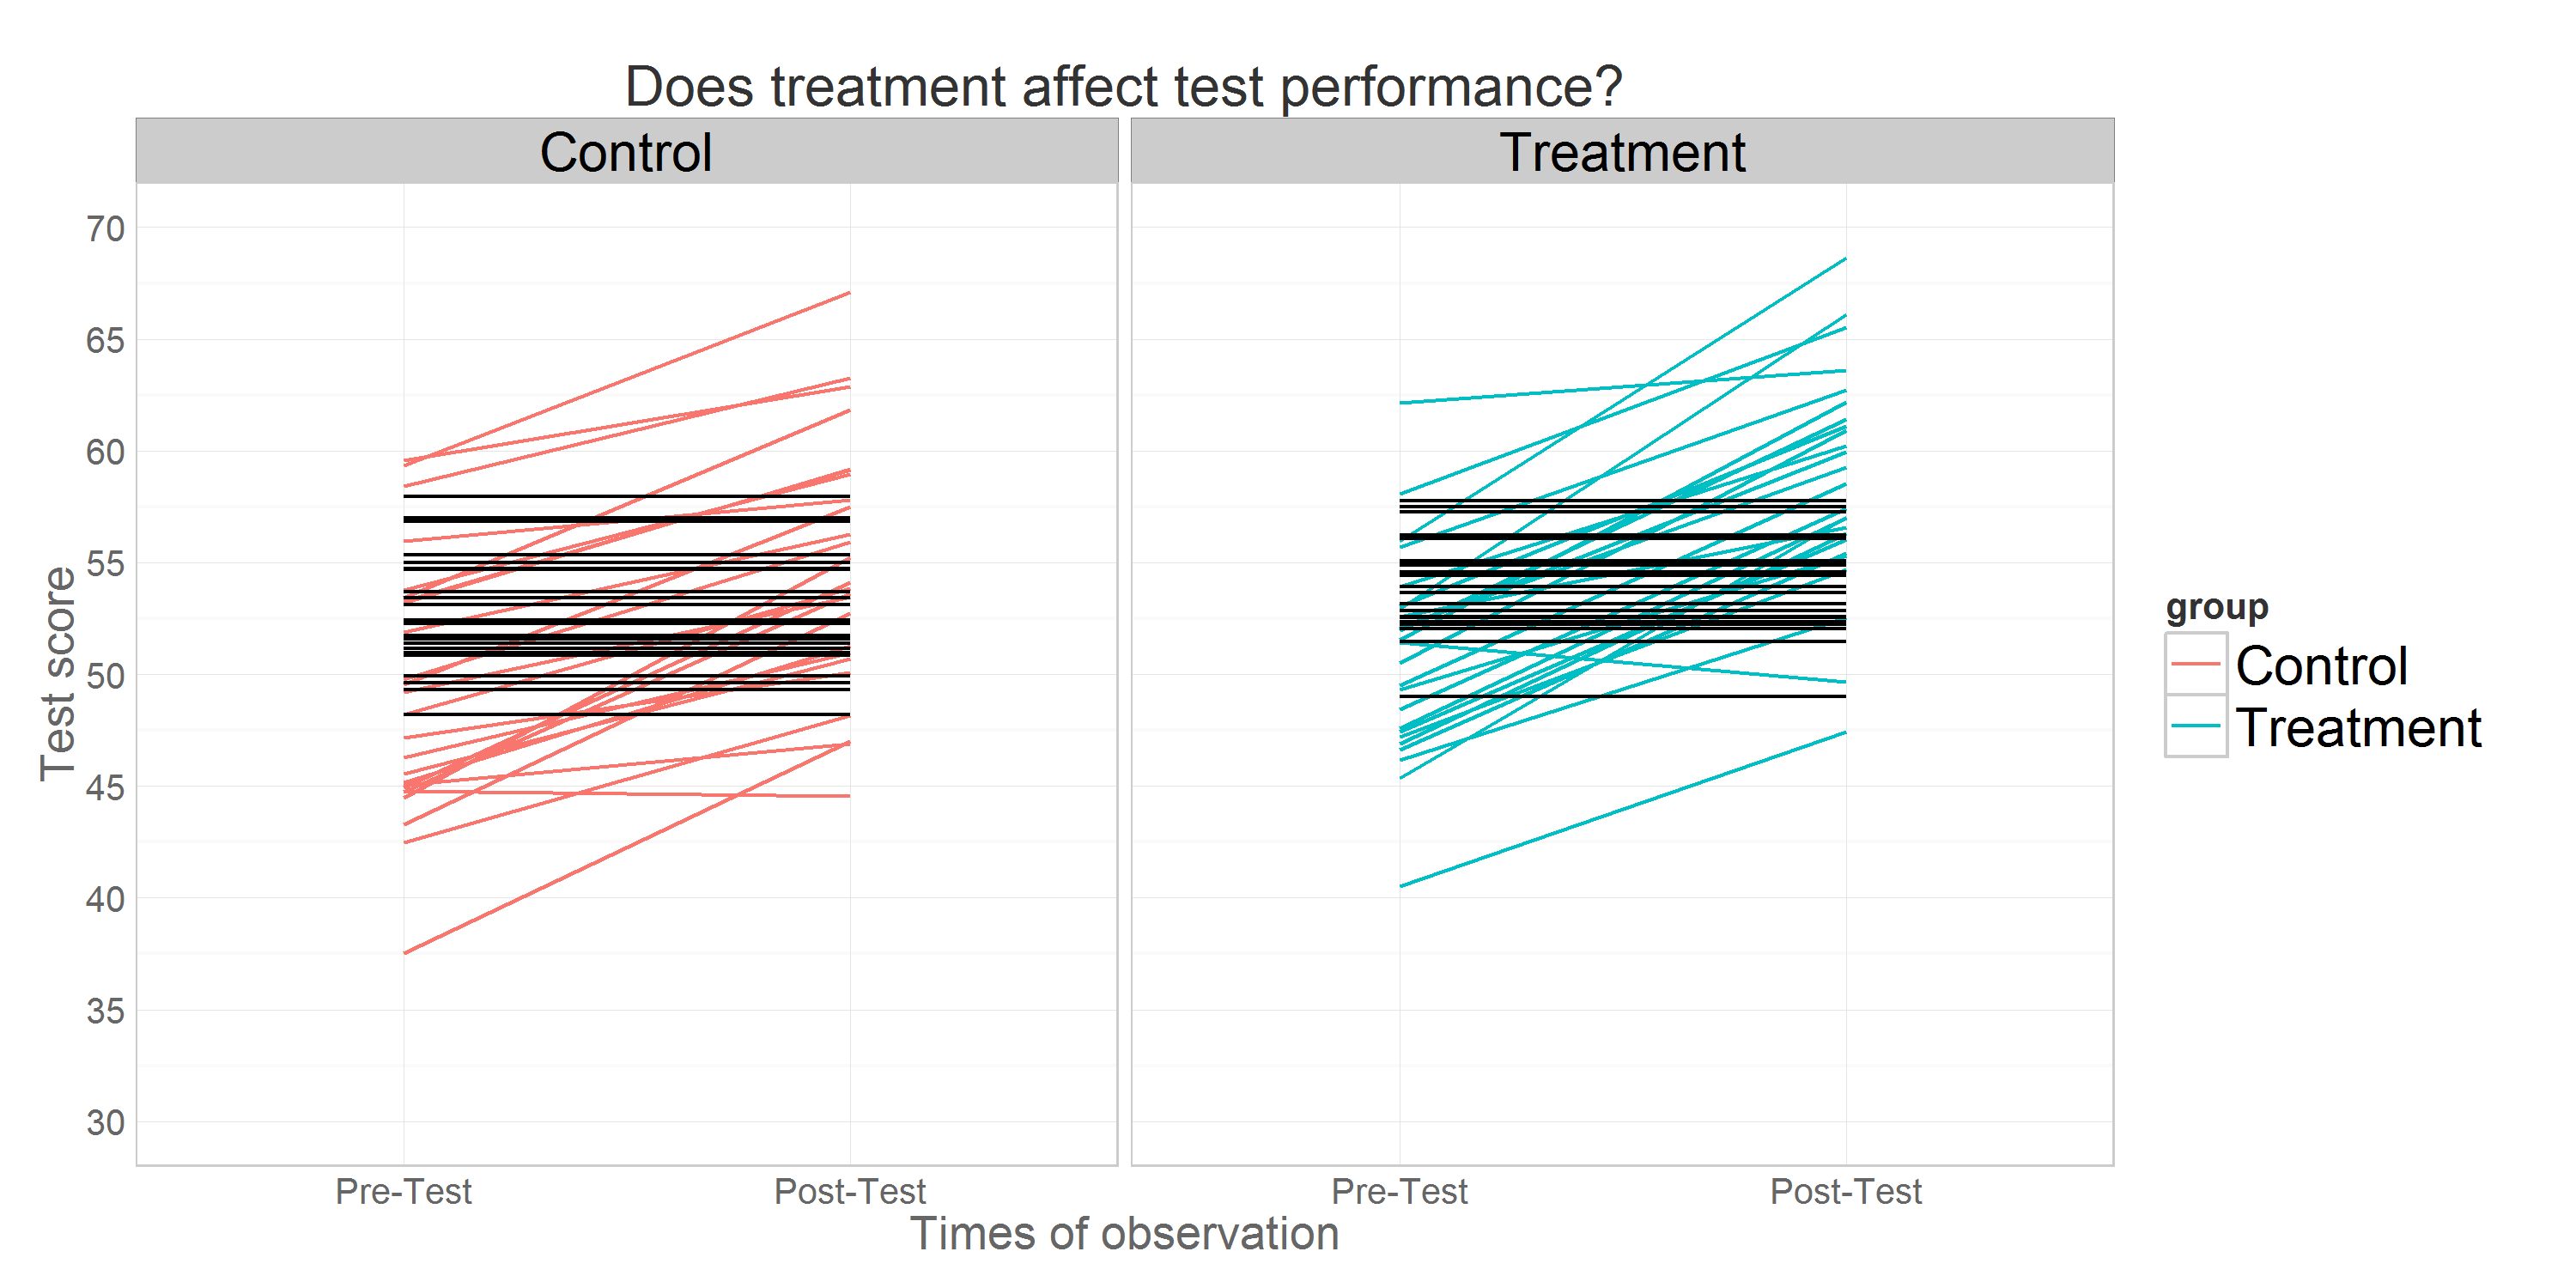 Does treatment affect test performance?
Control
Treatment
70
65
60
55
50
45
40
35
30
Test score
Pre-Test
Post-Test
Pre-Test
Post-Test
Times of observation
group
Control
Treatment